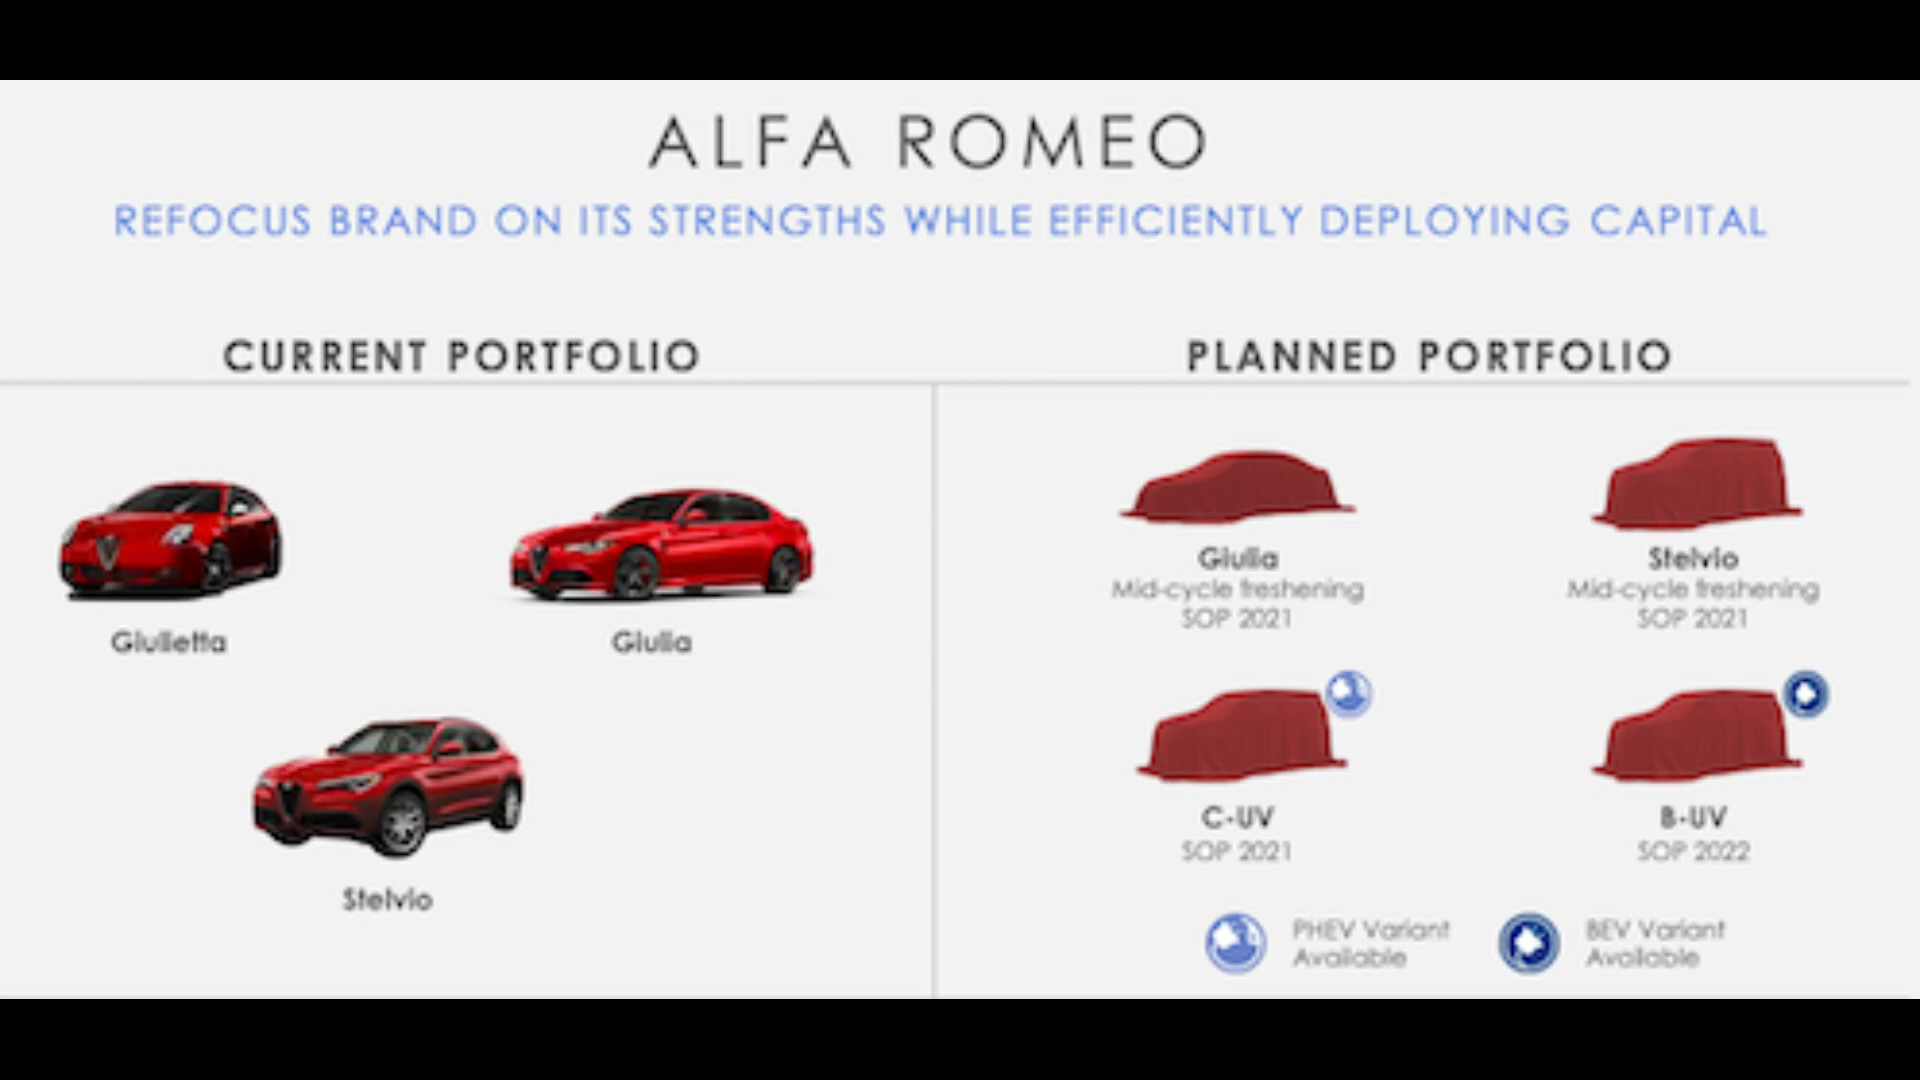 ALFA ROMEO
REFOCUS BRAND ON ITS STRENGTHS WHILE EFFICIENTLY DEPLOYING CAPITAL
CURRENT PORTFOLIO
Giulietta
Giulia
Stelvio
PLANNED PORTFOLIO
Giulia
Mid-cycle freshening
SOP 2021
Stelvio
Mid-cycle freshening
SOP 2021
C-UV
SOP 2021
B-UV
SOP 2022
PHEV Variant
Available
BEV Variant
Available